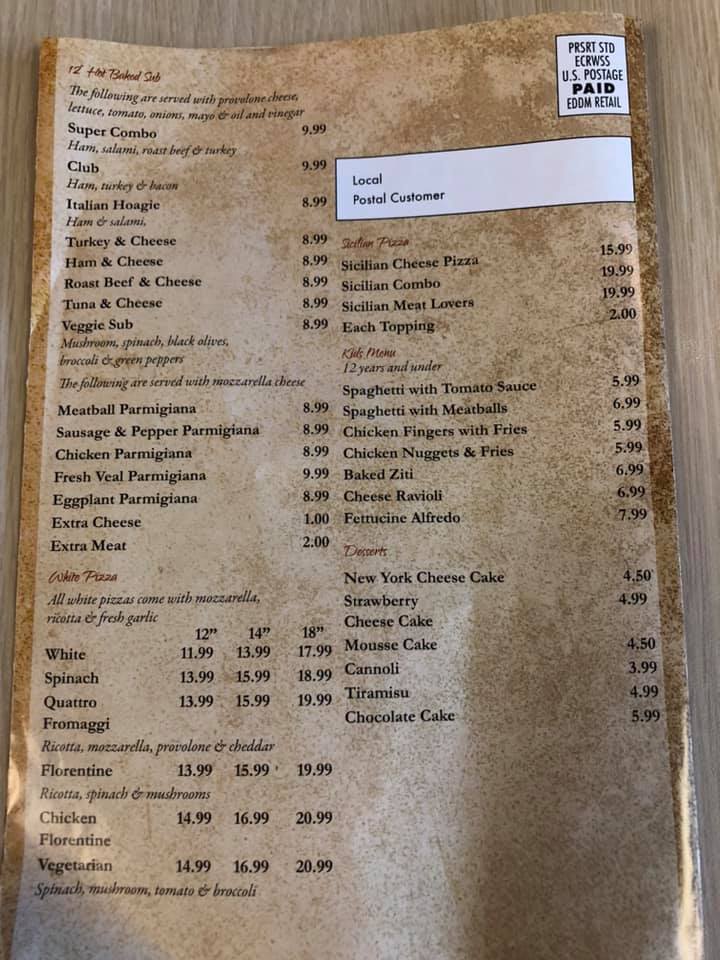 12" Hot Baked Sub
The following are served with provolone cheese,
lettuce, tomato, onions, mayo & oil and vinegar
Super Combo 9.99
Ham, salami, roast beef & turkey
Club 9.99
Ham, turkey & bacon
Italian Hoagie 8.99
Ham & salami,
Turkey & Cheese 8.99
Ham & Cheese 8.99
Roast Beef & Cheese 8.99
Tuna & Cheese 8.99
Veggie Sub 8.99
Mushroom, spinach, black olives,
broccoli & green peppers
The following are served with mozzarella cheese
Meatball Parmigiana 8.99
Sausage & Pepper Parmigiana 8.99
Chicken Parmigiana 8.99
Fresh Veal Parmigiana 9.99
Eggplant Parmigiana 8.99
Extra Cheese 1.00
Extra Meat 2.00
White Pizza
All white pizzas come with mozzarella,
ricotta & fresh garlic
12" 14" 18"
White 11.99 13.99 17.99
Spinach 13.99 15.99 18.99
Quattro 13.99 15.99 19.99
Fromaggi
Ricotta, mozzarella, provolone & cheddar
Florentine 13.99 15.99 19.99
Ricotta, spinach & mushrooms
Chicken 14.99 16.99 20.99
Florentine
Vegetarian 14.99 16.99 20.99
Spinach, mushroom, tomato & broccoli
PRSRT STD
ECRWSS
U.S. POSTAGE
PAID
EDDM RETAIL
Local
Postal Customer
Sicilian Pizza
Sicilian Cheese Pizza 15.99
Sicilian Combo 19.99
Sicilian Meat Lovers 19.99
Each Topping 2.00
Kids Menu
12 years and under
Spaghetti with Tomato Sauce 5.99
Spaghetti with Meatballs 6.99
Chicken Fingers with Fries 5.99
Chicken Nuggets & Fries 5.99
Baked Ziti 6.99
Cheese Ravioli 6.99
Fettucine Alfredo 7.99
Desserts
New York Cheese Cake 4.50
Strawberry 4.99
Cheese Cake
Mousse Cake 4.50
Cannoli 3.99
Tiramisu 4.99
Chocolate Cake 5.99